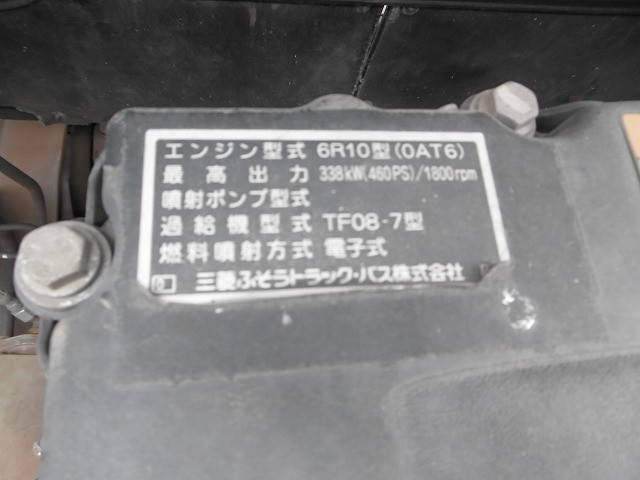 エンジン型式 6R10型(0AT6)
最高出力 338kW(460PS)/1800rpm
噴射ポンプ型式
過給機型式 TF08-7型
燃料噴射方式 電子式
三菱ふそうトラック・バス株式会社